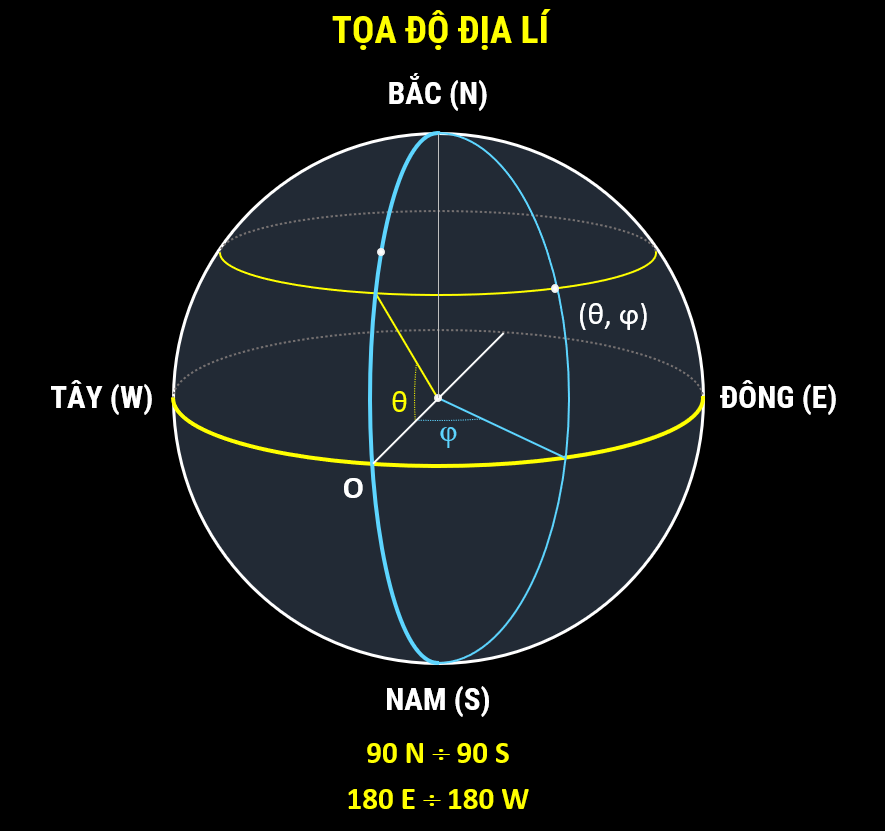 TỌA ĐỘ ĐỊA LÍ
BẮC (N)
(θ, φ)
TÂY (W)
ĐÔNG (E)
θ
φ
O
NAM (S)
90 N ÷ 90 S
180 E ÷ 180 W